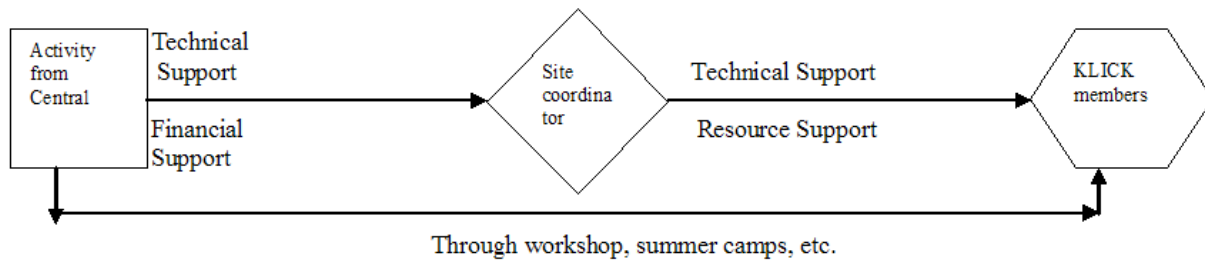 Activity
from
Central
Technical
Support
Financial
Support
Site
coordina
tor
Technical Support
Resource Support
KLICK
members
Through workshop, summer camps, etc.